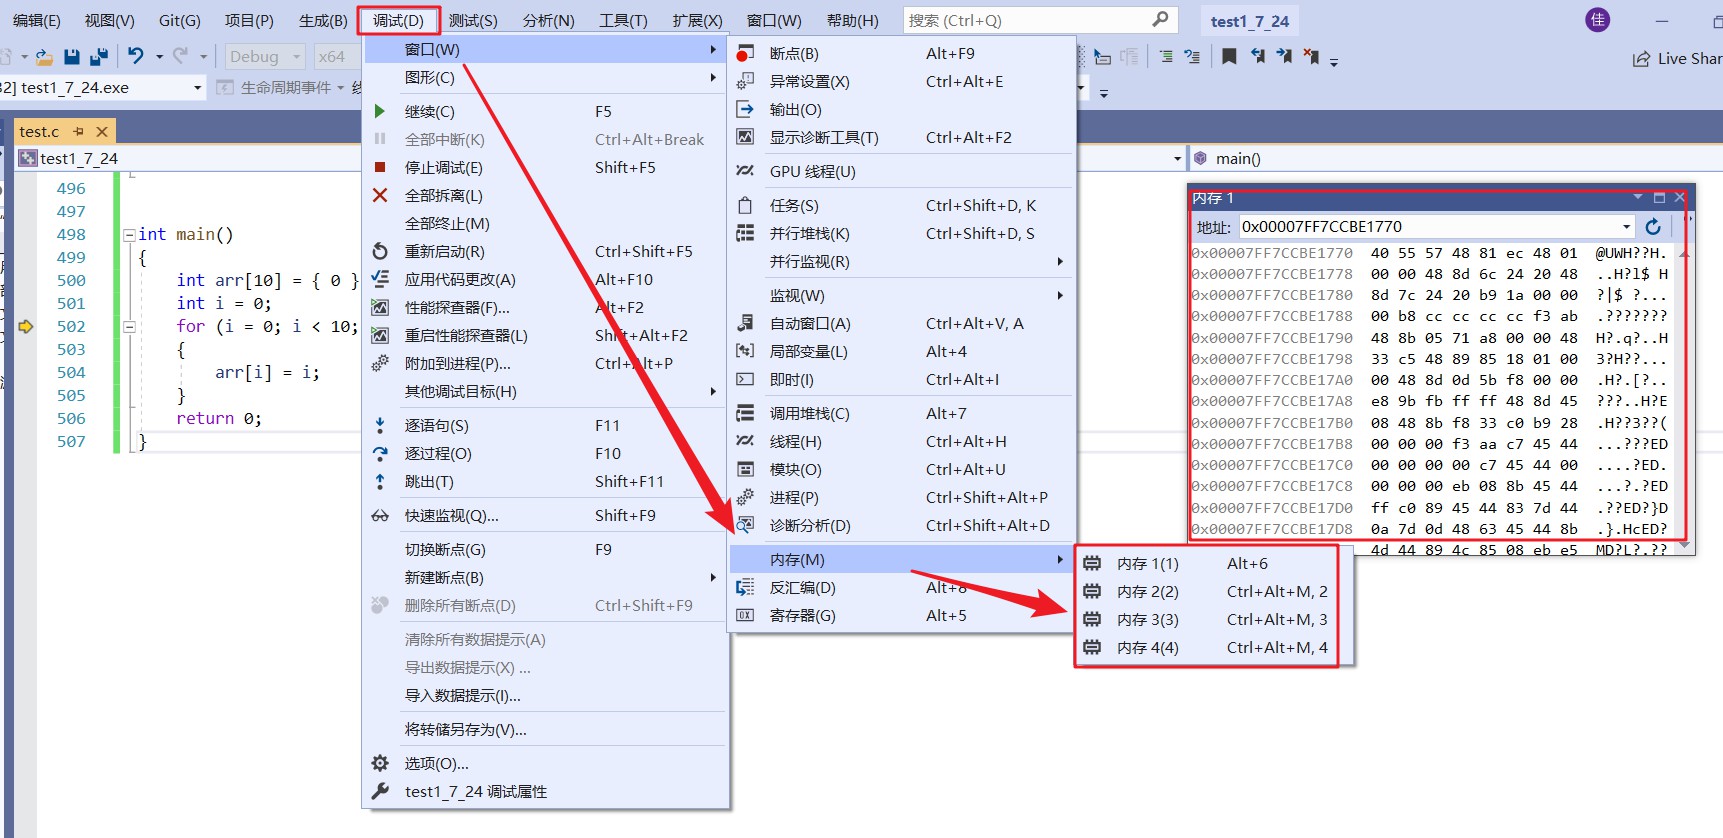 编辑(E) 视图(V) Git(G) 项目(P) 生成(B) 调试(D) 测试(S) 分析(N) 工具(T) 扩展(X) 窗口(W) 帮助(H) 搜索 (Ctrl+Q) test1_7_24 佳
Debug x64
Live Shar
32] test1_7_24.exe 生命周期事件
test.c
test1_7_24
main()
496
497
498 int main()
499 {
500 int arr[10] = { 0 }
501 int i = 0;
502 for (i = 0; i < 10;
503 {
504 arr[i] = i;
505 }
506 return 0;
507 }
窗口(W)
图形(C)
继续(C) F5
全部中断(K) Ctrl+Alt+Break
停止调试(E) Shift+F5
全部拆离(L)
全部终止(M)
重新启动(R) Ctrl+Shift+F5
应用代码更改(A) Alt+F10
性能探查器(F)... Alt+F2
重启性能探查器(L) Shift+Alt+F2
附加到进程(P)... Ctrl+Alt+P
其他调试目标(H)
逐语句(S) F11
逐过程(O) F10
跳出(T) Shift+F11
快速监视(Q)... Shift+F9
切换断点(G) F9
新建断点(B)
删除所有断点(D) Ctrl+Shift+F9
清除所有数据提示(A)
导出数据提示(X) ...
导入数据提示(I)...
将转储另存为(V)...
选项(O)...
test1_7_24 调试属性
断点(B) Alt+F9
异常设置(X) Ctrl+Alt+E
输出(O)
显示诊断工具(T) Ctrl+Alt+F2
GPU 线程(U)
任务(S) Ctrl+Shift+D, K
并行堆栈(K) Ctrl+Shift+D, S
并行监视(R)
监视(W)
自动窗口(A) Ctrl+Alt+V, A
局部变量(L) Alt+4
即时(I) Ctrl+Alt+I
调用堆栈(C) Alt+7
线程(H) Ctrl+Alt+H
模块(O) Ctrl+Alt+U
进程(P) Ctrl+Shift+Alt+P
诊断分析(D) Ctrl+Shift+Alt+D
内存(M)
反汇编(D) Alt+8
寄存器(G) Alt+5
内存 1(1) Alt+6
内存 2(2) Ctrl+Alt+M, 2
内存 3(3) Ctrl+Alt+M, 3
内存 4(4) Ctrl+Alt+M, 4
内存 1
地址: 0x00007FF7CCBE1770
0x00007FF7CCBE1770 40 55 57 48 81 ec 48 01 @UWH??H.
0x00007FF7CCBE1778 00 00 48 8d 6c 24 20 48 ..H?l$ H
0x00007FF7CCBE1780 8d 7c 24 20 b9 1a 00 00 ?|$ ?...
0x00007FF7CCBE1788 00 b8 cc cc cc cc f3 ab .???????
0x00007FF7CCBE1790 48 8b 05 71 a8 00 00 48 H?.q?..H
0x00007FF7CCBE1798 33 c5 48 89 85 18 01 00 3?H??...
0x00007FF7CCBE17A0 00 48 8d 0d 5b f8 00 00 .H?.[?..
0x00007FF7CCBE17A8 e8 9b fb ff ff 48 8d 45 ???..H?E
0x00007FF7CCBE17B0 08 48 8b f8 33 c0 b9 28 .H??3??(
0x00007FF7CCBE17B8 00 00 00 f3 aa c7 45 44 ...???ED
0x00007FF7CCBE17C0 00 00 00 00 c7 45 44 00 ....?ED.
0x00007FF7CCBE17C8 00 00 00 eb 08 8b 45 44 ...?.?ED
0x00007FF7CCBE17D0 ff c0 89 45 44 83 7d 44 .??ED?}D
0x00007FF7CCBE17D8 0a 7d 0d 48 63 45 44 8b .}.HcED?
4d 44 89 4c 85 08 eb e5 MD?L?.??